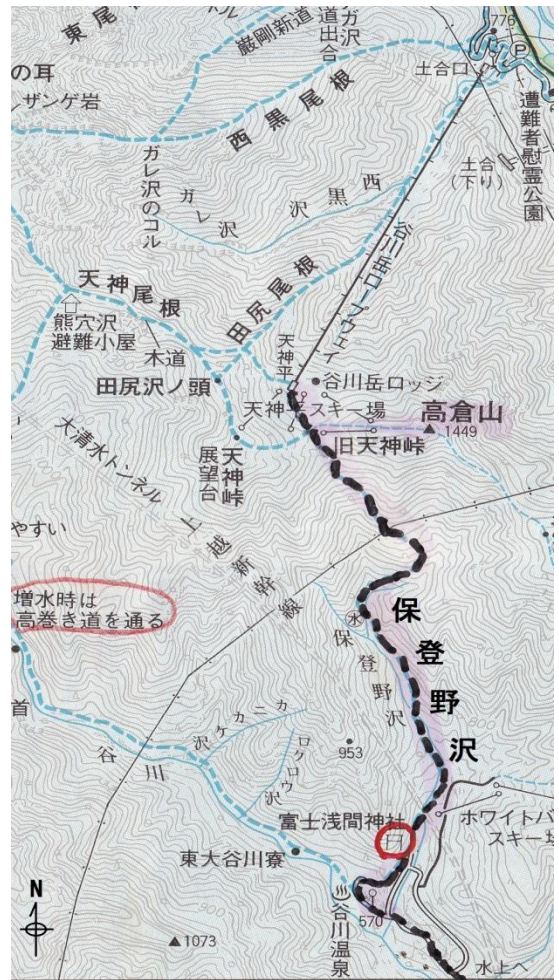 776
東尾
巌剛新道
ガ沢
道出合
P
土合口
の耳
ザンゲ岩
西黒尾根
遭難者慰霊公園
土合
(下り)
ガレ沢のコル
ガレ沢
西黒沢
谷川岳ロープウェイ
天神尾根
田尻尾根
熊穴沢
避難小屋
木道
天神平
谷川岳ロッジ
田尻沢ノ頭
天神平スキー場
高倉山
1449
旧天神峠
天神峠
展望台
大清水トンネル
上越新幹線
やすい
増水時は
高巻き道を通る
水
保登野沢
保登野沢
首
谷川
カニカケ沢
ロクロウ沢
953
富士浅間神社
ホワイトバ
スキー場
東大谷川寮
570
谷川温泉
N
1073
水上へ